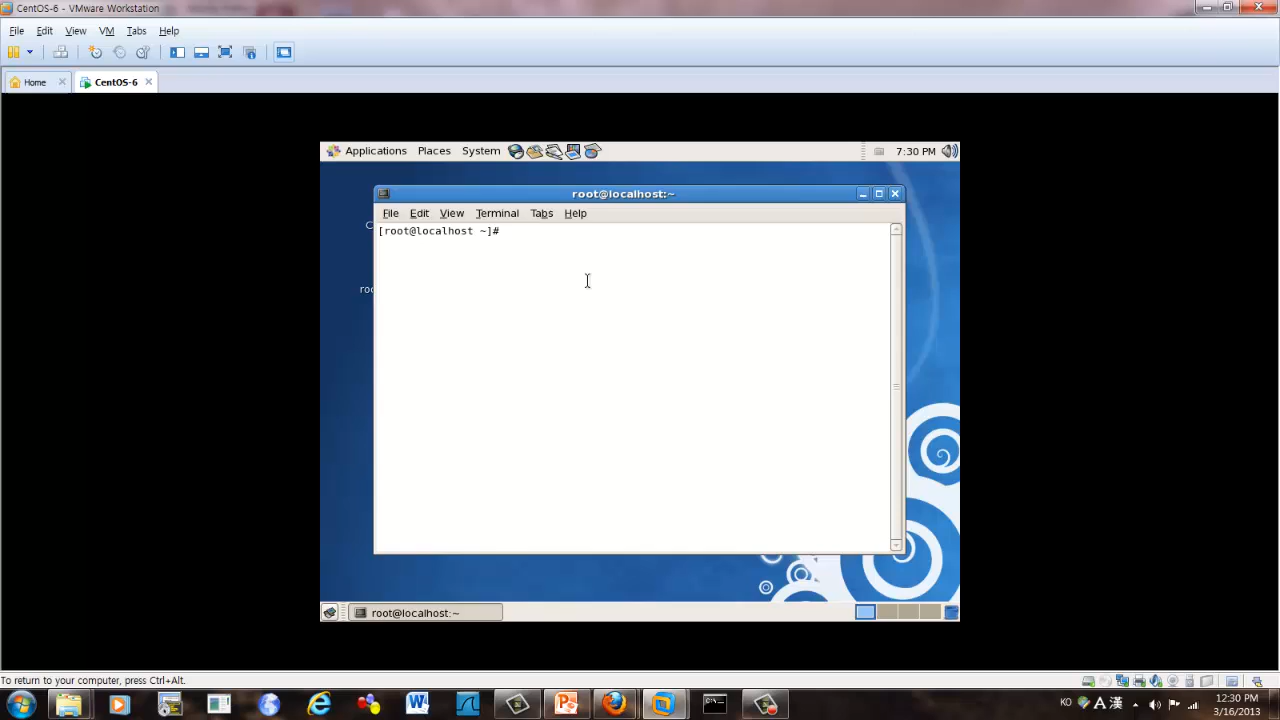 CentOS-6 - VMware Workstation
File Edit View VM Tabs Help
Home CentOS-6
Applications Places System 7:30 PM
root@localhost:~
File Edit View Terminal Tabs Help
[root@localhost ~]#
C
roo
root@localhost:~
To return to your computer, press Ctrl+Alt.
KO A 漢 12:30 PM
3/16/2013